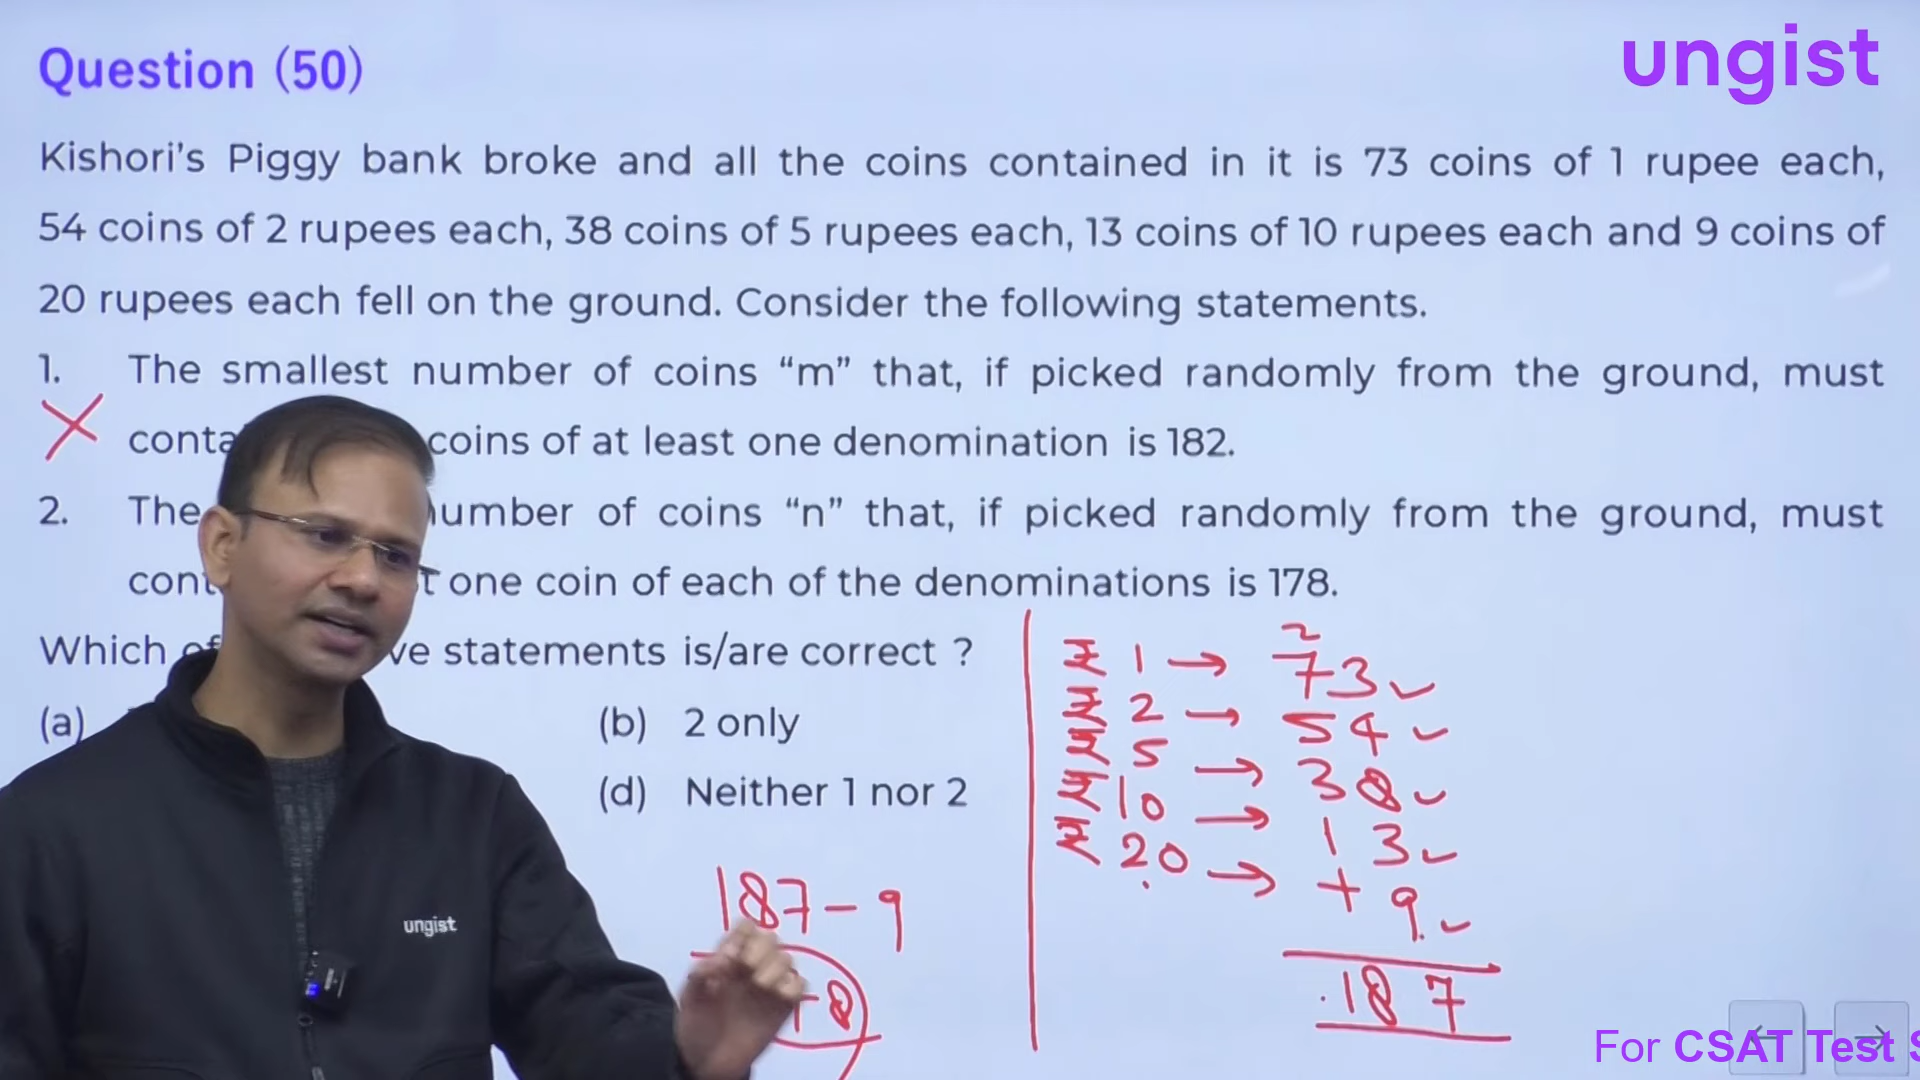 Question (50)
ungist
Kishori's Piggy bank broke and all the coins contained in it is 73 coins of 1 rupee each,
54 coins of 2 rupees each, 38 coins of 5 rupees each, 13 coins of 10 rupees each and 9 coins of
20 rupees each fell on the ground. Consider the following statements.
1. The smallest number of coins “m” that, if picked randomly from the ground, must
coins of at least one denomination is 182.
2. The number of coins “n” that, if picked randomly from the ground, must
one coin of each of the denominations is 178.
Which statements is/are correct ?
(a)
(b) 2 only
(d) Neither 1 nor 2
2
₹ 1 → 73
₹ 2 → 54
₹ 5 → 38
₹ 10 → 13
₹ 20 → + 9
187
187 - 9
ungist
For CSAT Test